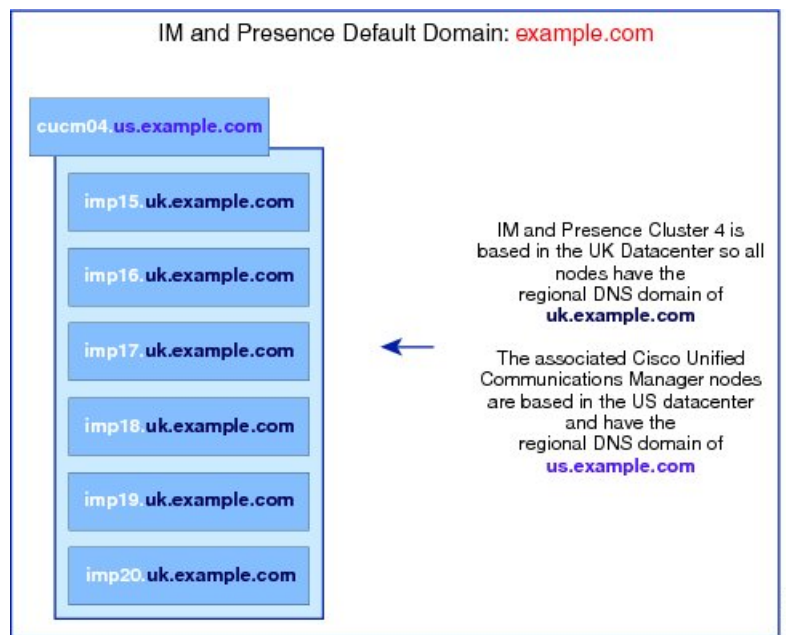 IM and Presence Default Domain: example.com
cucm04.us.example.com
imp15.uk.example.com
imp16.uk.example.com
imp17.uk.example.com
imp18.uk.example.com
imp19.uk.example.com
imp20.uk.example.com
IM and Presence Cluster 4 is
based in the UK Datacenter so all
nodes have the
regional DNS domain of
uk.example.com
The associated Cisco Unified
Communications Manager nodes
are based in the US datacenter
and have the
regional DNS domain of
us.example.com